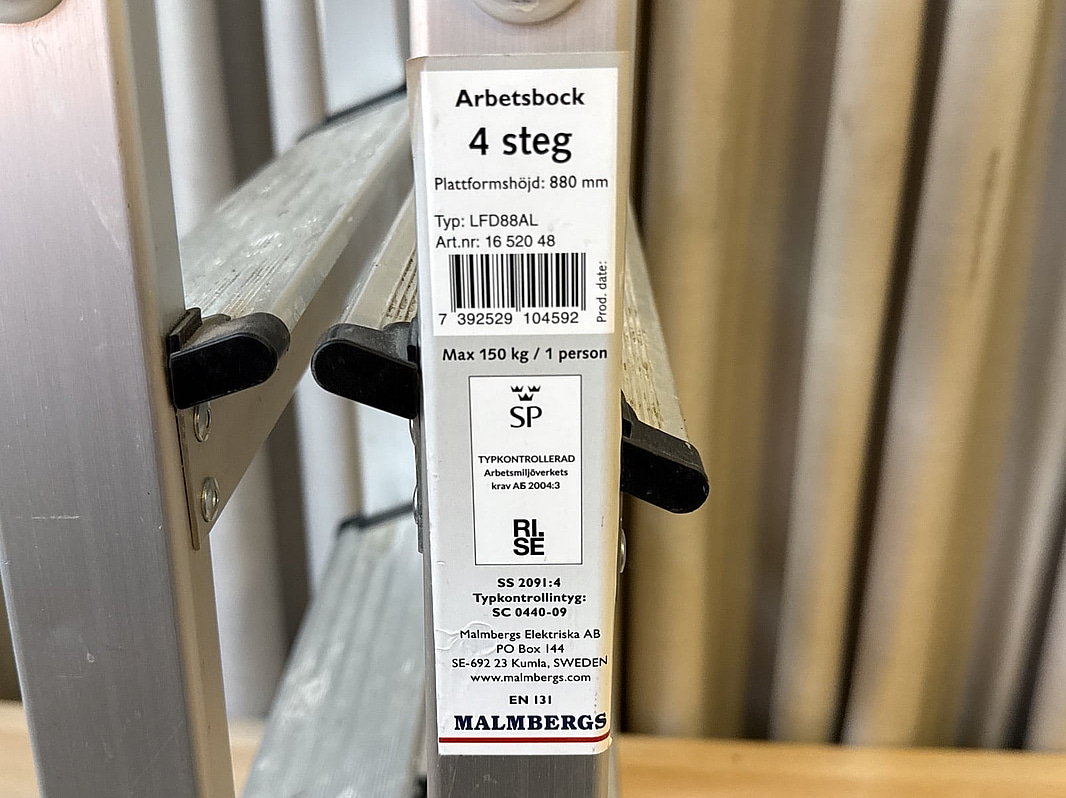 Arbetsbock
4 steg
Plattformshöjd: 880 mm
Typ: LFD88AL
Art.nr: 16 520 48
Prod. date:
7 392529 104592
Max 150 kg / 1 person
SP
TYPKONTROLLERAD
Arbetsmiljöverkets
krav AFS 2004:3
RI.
SE
SS 2091:4
Typkontrollintyg:
SC 0440-09
Malmbergs Elektriska AB
PO Box 144
SE-692 23 Kumla, SWEDEN
www.malmbergs.com
EN 131
MALMBERGS